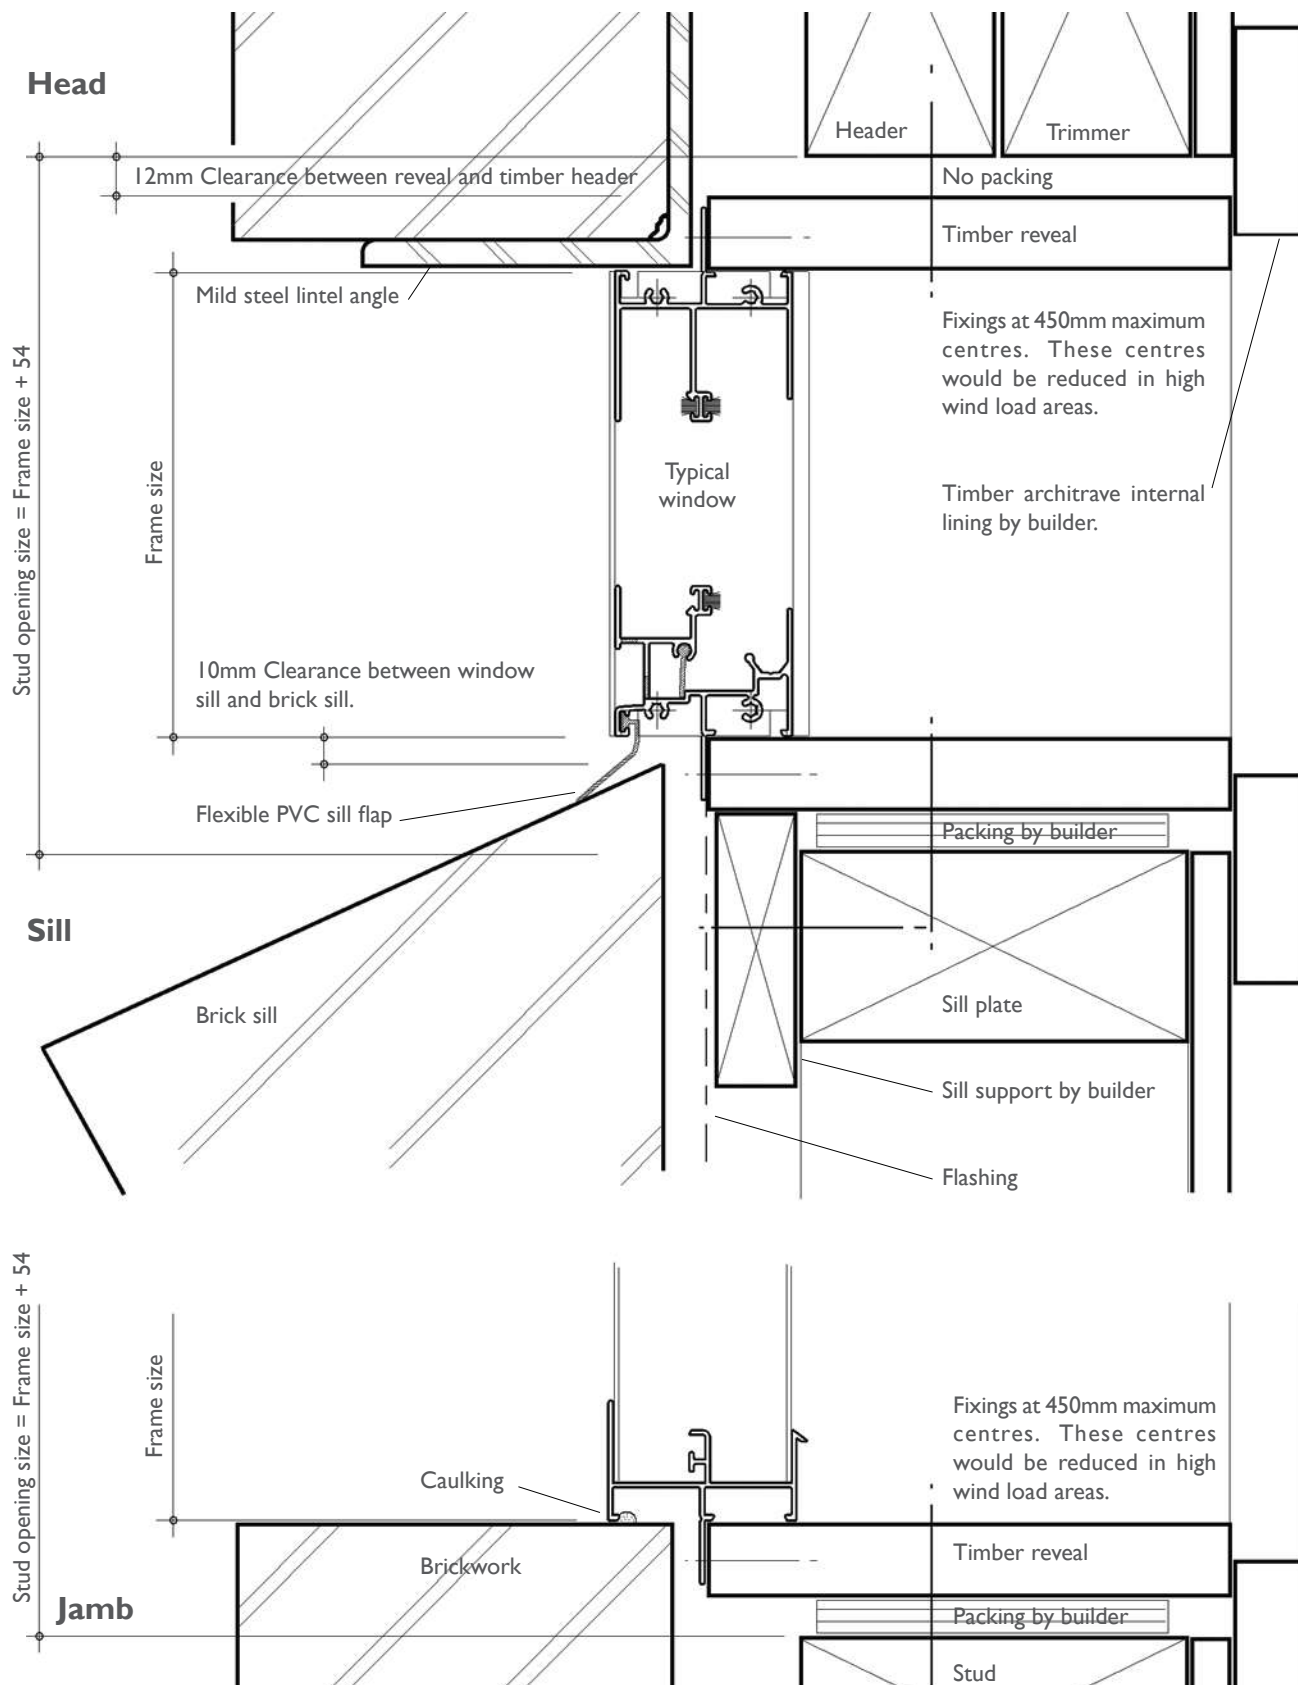 Head
Header
Trimmer
12mm Clearance between reveal and timber header
No packing
Timber reveal
Mild steel lintel angle
Fixings at 450mm maximum
centres. These centres
would be reduced in high
wind load areas.
Stud opening size = Frame size + 54
Frame size
Typical
window
Timber architrave internal
lining by builder.
10mm Clearance between window
sill and brick sill.
Flexible PVC sill flap
Packing by builder
Sill
Brick sill
Sill plate
Sill support by builder
Flashing
Stud opening size = Frame size + 54
Frame size
Fixings at 450mm maximum
centres. These centres
would be reduced in high
wind load areas.
Caulking
Brickwork
Timber reveal
Jamb
Packing by builder
Stud